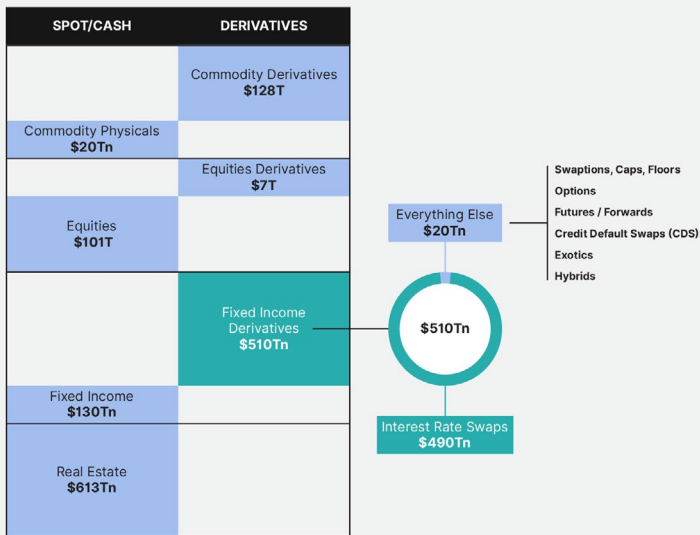 SPOT/CASH
DERIVATIVES
Commodity Derivatives
$128T
Commodity Physicals
$20Tn
Equities Derivatives
$7T
Equities
$101T
Fixed Income
Derivatives
$510Tn
Fixed Income
$130Tn
Real Estate
$613Tn
Everything Else
$20Tn
Swaptions, Caps, Floors
Options
Futures / Forwards
Credit Default Swaps (CDS)
Exotics
Hybrids
$510Tn
Interest Rate Swaps
$490Tn